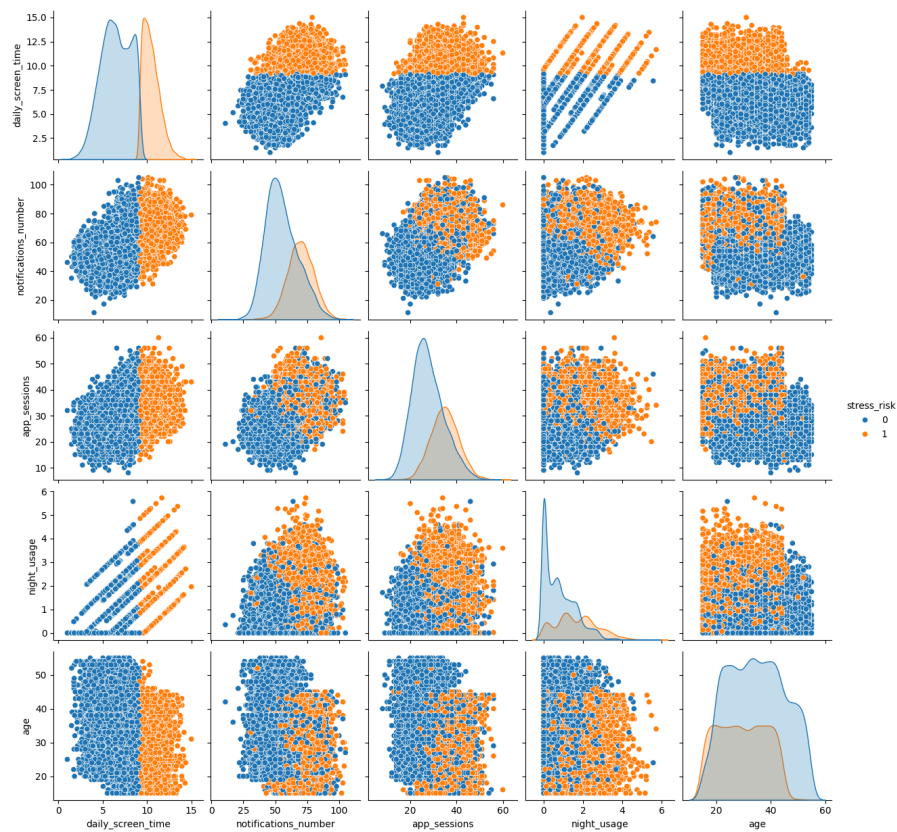 daily_screen_time
15.0
12.5
10.0
7.5
5.0
2.5
notifications_number
100
80
60
40
20
app_sessions
60
50
40
30
20
10
stress_risk
0
1
night_usage
6
5
4
3
2
1
0
age
50
40
30
20
0 5 10 15
0 25 50 75 100
20 40 60
0 2 4 6
20 40 60
daily_screen_time notifications_number app_sessions night_usage age